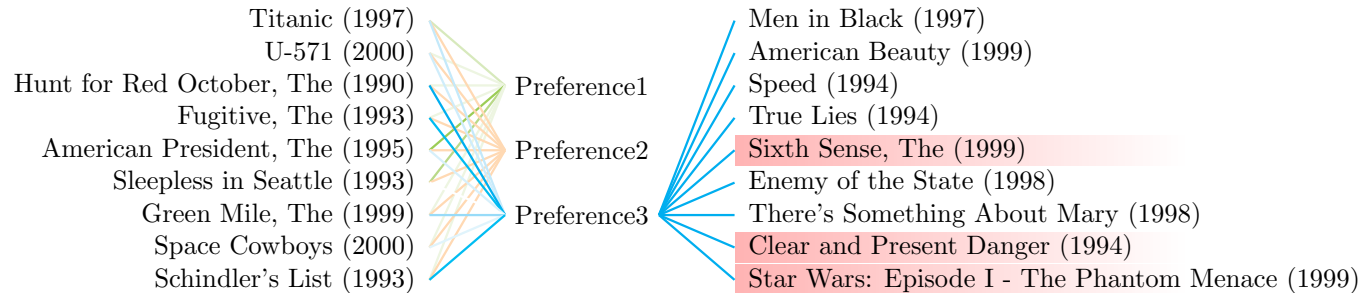 Titanic (1997)
U-571 (2000)
Hunt for Red October, The (1990)
Fugitive, The (1993)
American President, The (1995)
Sleepless in Seattle (1993)
Green Mile, The (1999)
Space Cowboys (2000)
Schindler's List (1993)
Preference1
Preference2
Preference3
Men in Black (1997)
American Beauty (1999)
Speed (1994)
True Lies (1994)
Sixth Sense, The (1999)
Enemy of the State (1998)
There's Something About Mary (1998)
Clear and Present Danger (1994)
Star Wars: Episode I - The Phantom Menace (1999)